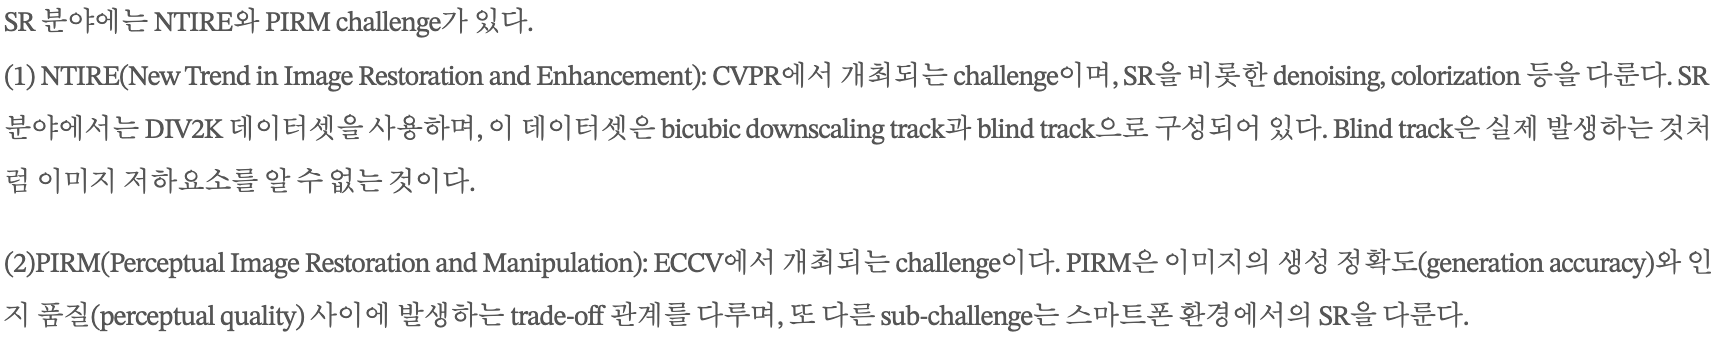 SR 분야에는 NTIRE와 PIRM challenge가 있다.
(1) NTIRE(New Trend in Image Restoration and Enhancement): CVPR에서 개최되는 challenge이며, SR을 비롯한 denoising, colorization 등을 다룬다. SR
분야에서는 DIV2K 데이터셋을 사용하며, 이 데이터셋은 bicubic downscaling track과 blind track으로 구성되어 있다. Blind track은 실제 발생하는 것처
럼 이미지 저하요소를 알 수 없는 것이다.
(2)PIRM(Perceptual Image Restoration and Manipulation): ECCV에서 개최되는 challenge이다. PIRM은 이미지의 생성 정확도(generation accuracy)와 인
지 품질(perceptual quality) 사이에 발생하는 trade-off 관계를 다루며, 또 다른 sub-challenge는 스마트폰 환경에서의 SR을 다룬다.